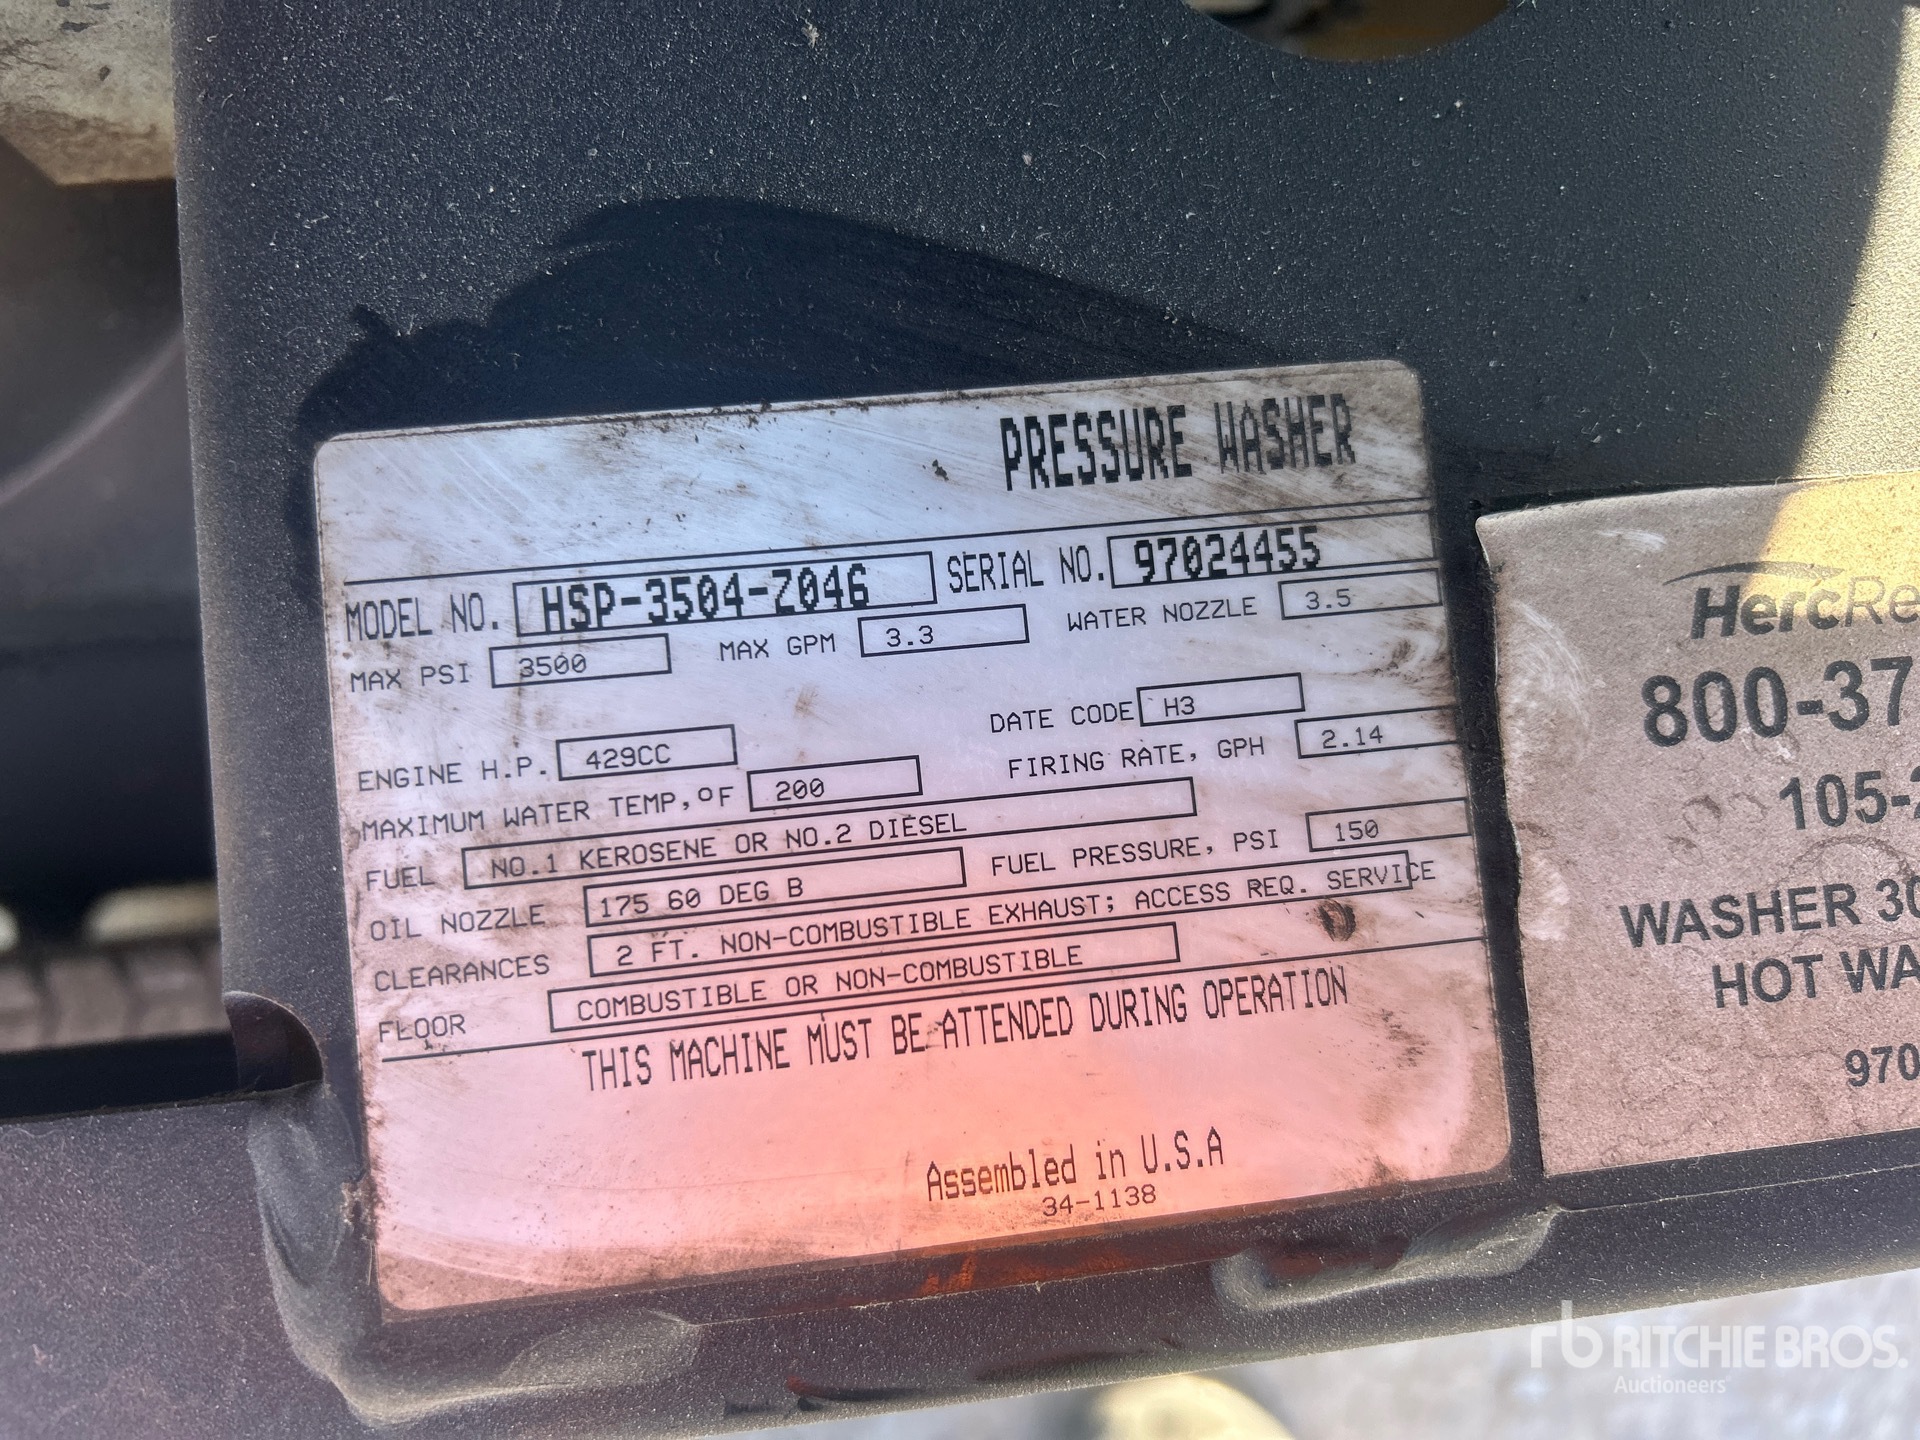 PRESSURE WASHER
MODEL NO. HSP-3504-Z046 SERIAL NO. 97024455
MAX PSI 3500 MAX GPM 3.3 WATER NOZZLE 3.5
ENGINE H.P. 429CC DATE CODE H3
MAXIMUM WATER TEMP,°F 200 FIRING RATE, GPH 2.14
FUEL NO.1 KEROSENE OR NO.2 DIESEL
OIL NOZZLE 175 60 DEG B FUEL PRESSURE, PSI 150
CLEARANCES 2 FT. NON-COMBUSTIBLE EXHAUST; ACCESS REQ. SERVICE
FLOOR COMBUSTIBLE OR NON-COMBUSTIBLE
THIS MACHINE MUST BE ATTENDED DURING OPERATION
Assembled in U.S.A
34-1138
HercRe
800-37
105-2
WASHER 30
HOT WA
970
rb RITCHIE BROS.
Auctioneers